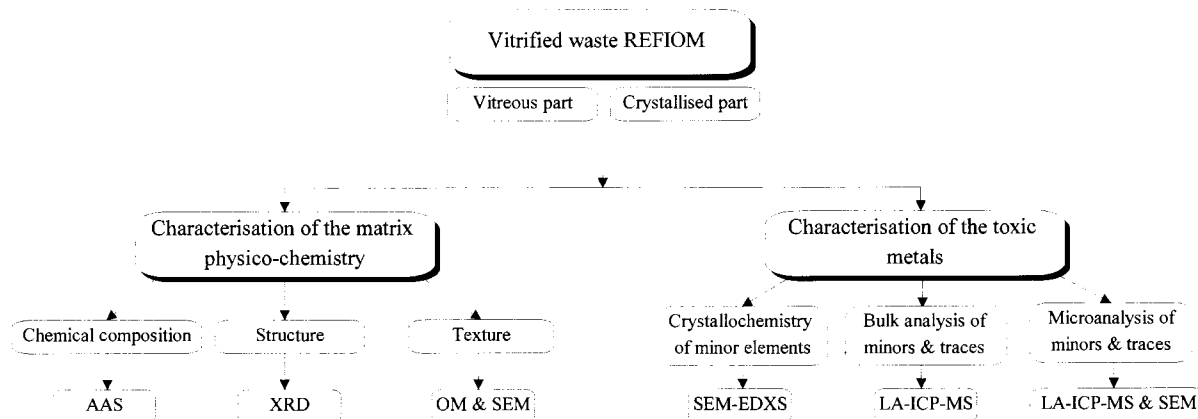 Vitrified waste REFIOM
Vitreous part
Crystallised part
Characterisation of the matrix
physico-chemistry
Characterisation of the toxic
metals
Chemical composition
Structure
Texture
Crystallochemistry
of minor elements
Bulk analysis of
minors & traces
Microanalysis of
minors & traces
AAS
XRD
OM & SEM
SEM-EDXS
LA-ICP-MS
LA-ICP-MS & SEM